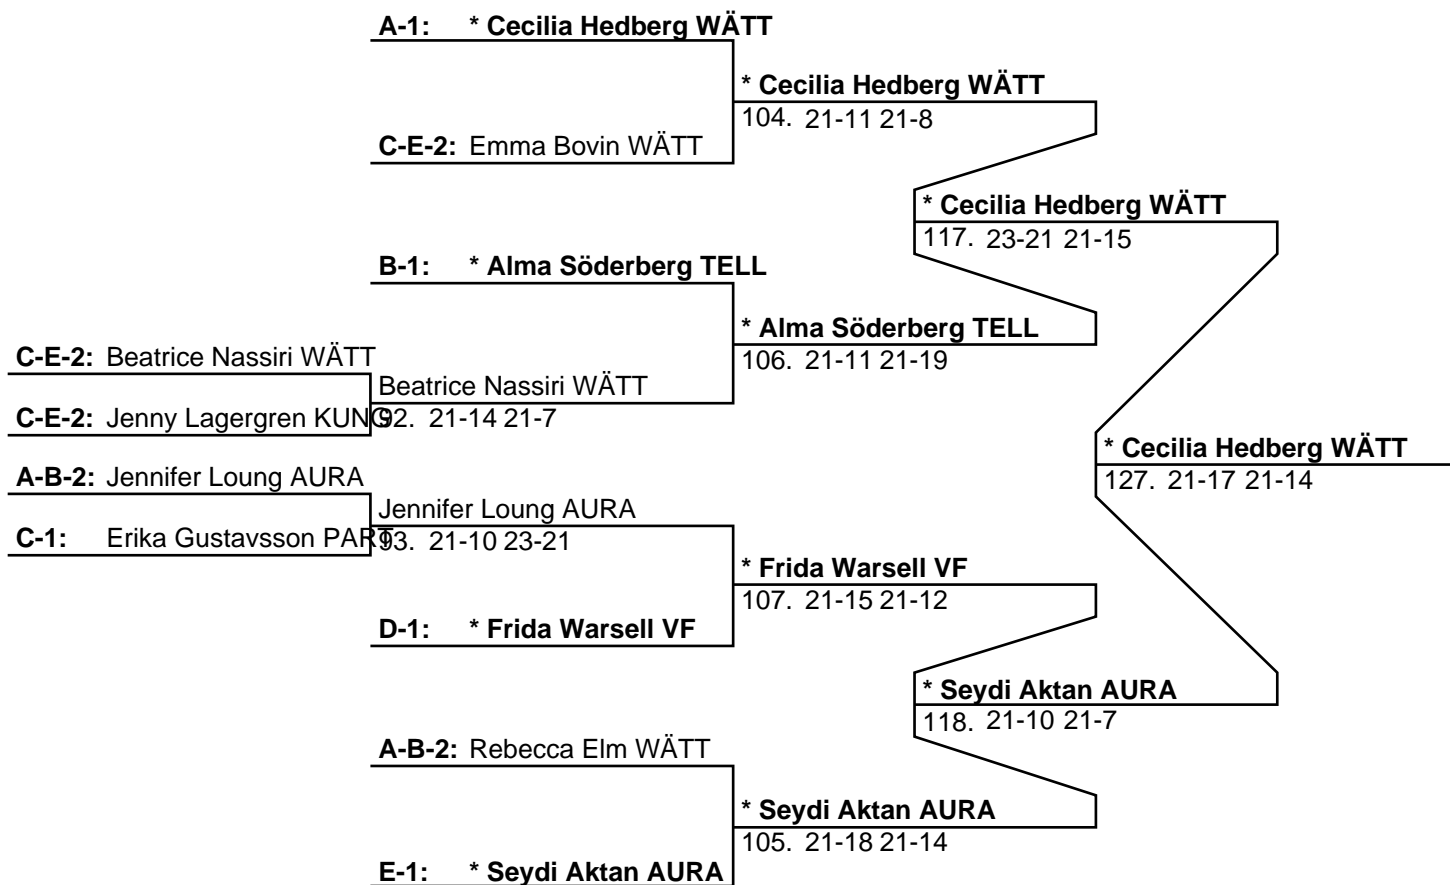 A-1: * Cecilia Hedberg WÄTT
* Cecilia Hedberg WÄTT
104. 21-11 21-8
C-E-2: Emma Bovin WÄTT
* Cecilia Hedberg WÄTT
117. 23-21 21-15
B-1: * Alma Söderberg TELL
* Alma Söderberg TELL
106. 21-11 21-19
C-E-2: Beatrice Nassiri WÄTT
Beatrice Nassiri WÄTT
C-E-2: Jenny Lagergren KUNG
92. 21-14 21-7
* Cecilia Hedberg WÄTT
127. 21-17 21-14
A-B-2: Jennifer Loung AURA
Jennifer Loung AURA
C-1: Erika Gustavsson PART
93. 21-10 23-21
* Frida Warsell VF
107. 21-15 21-12
D-1: * Frida Warsell VF
* Seydi Aktan AURA
118. 21-10 21-7
A-B-2: Rebecca Elm WÄTT
* Seydi Aktan AURA
105. 21-18 21-14
E-1: * Seydi Aktan AURA